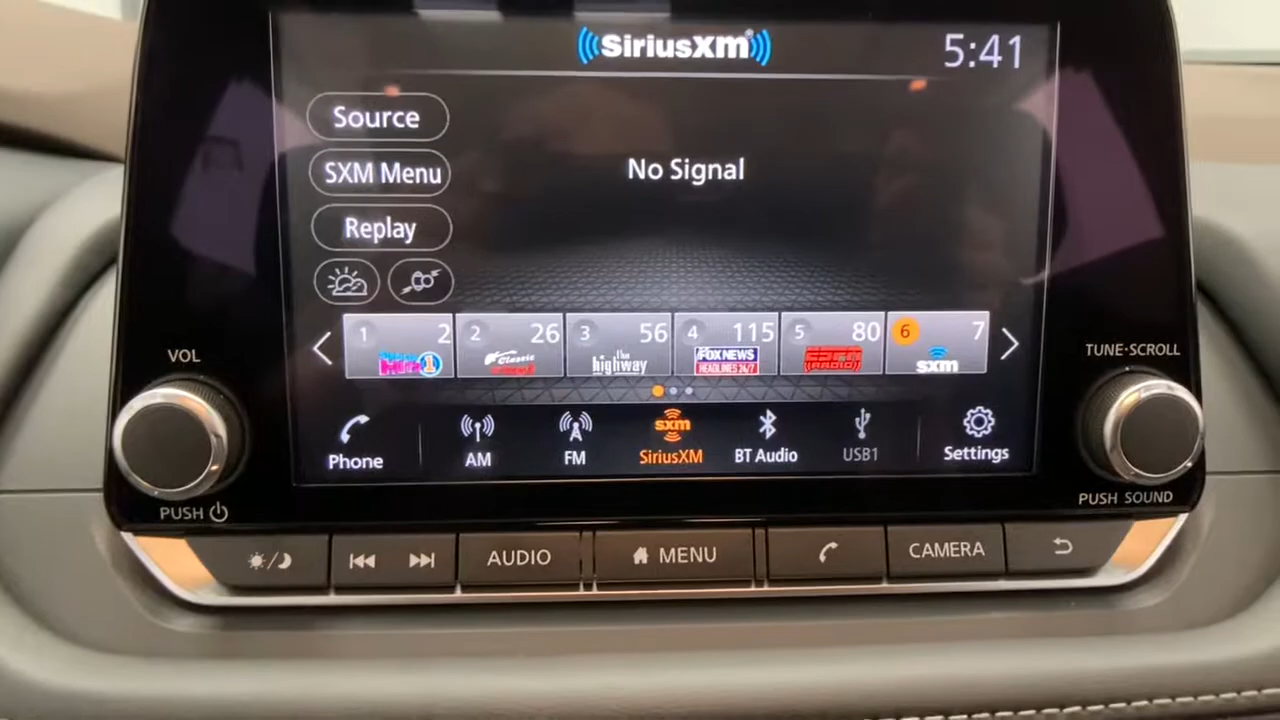 SiriusXM
5:41
Source
No Signal
SXM Menu
Replay
1 2
2 26
3 56
4 115
5 80
6 7
1
Classic
the
highway
FOX NEWS
HEADLINES 24/7
ESPN
RADIO
sxm
VOL
TUNE·SCROLL
sxm
Phone
AM
FM
SiriusXM
BT Audio
USB1
Settings
PUSH
PUSH SOUND
AUDIO
MENU
CAMERA